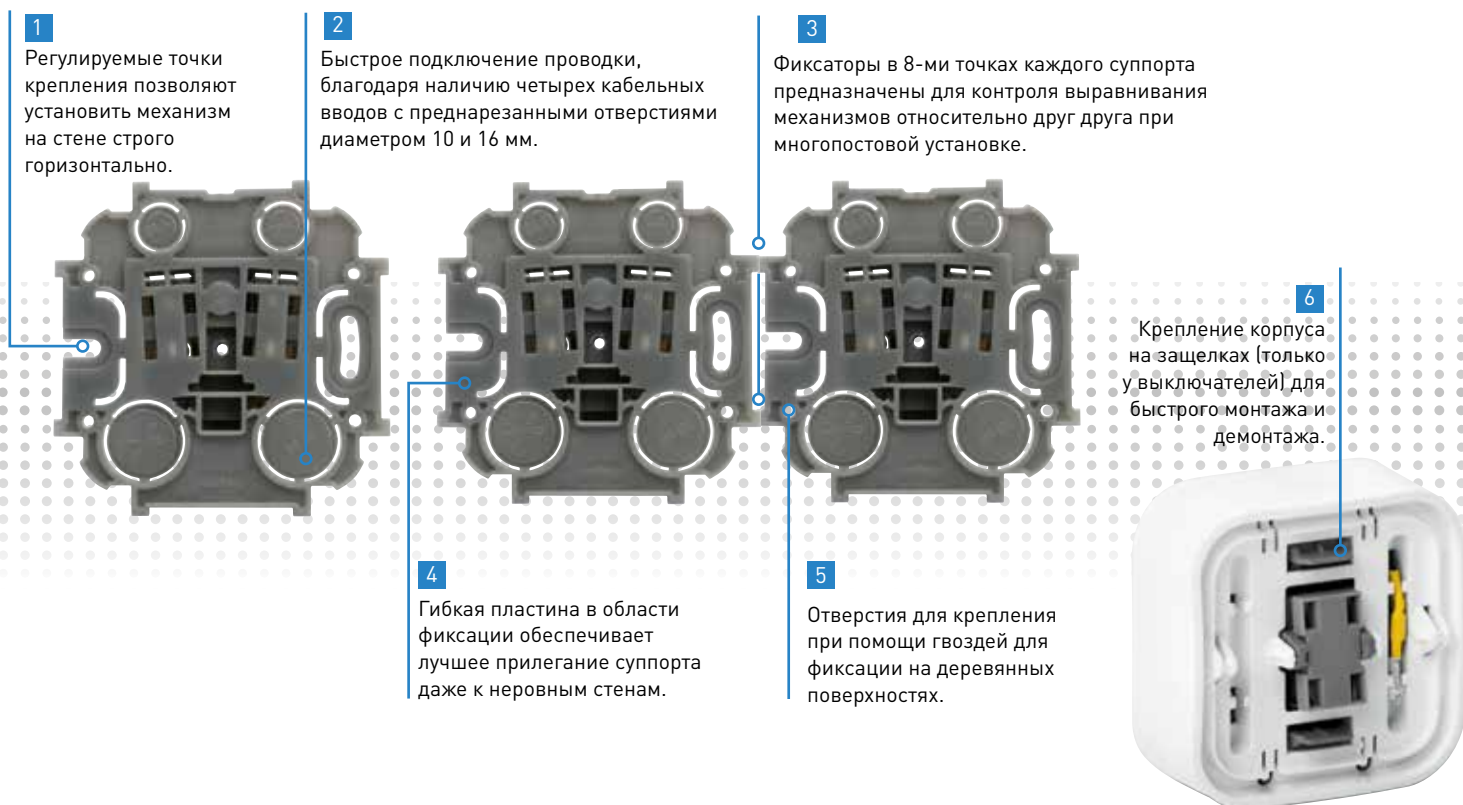 1
Регулируемые точки
крепления позволяют
установить механизм
на стене строго
горизонтально.
2
Быстрое подключение проводки,
благодаря наличию четырех кабельных
вводов с преднарезанными отверстиями
диаметром 10 и 16 мм.
3
Фиксаторы в 8-ми точках каждого суппорта
предназначены для контроля выравнивания
механизмов относительно друг друга при
многопостовой установке.
6
Крепление корпуса
на защелках (только
у выключателей) для
быстрого монтажа и
демонтажа.
4
Гибкая пластина в области
фиксации обеспечивает
лучшее прилегание суппорта
даже к неровным стенам.
5
Отверстия для крепления
при помощи гвоздей для
фиксации на деревянных
поверхностях.